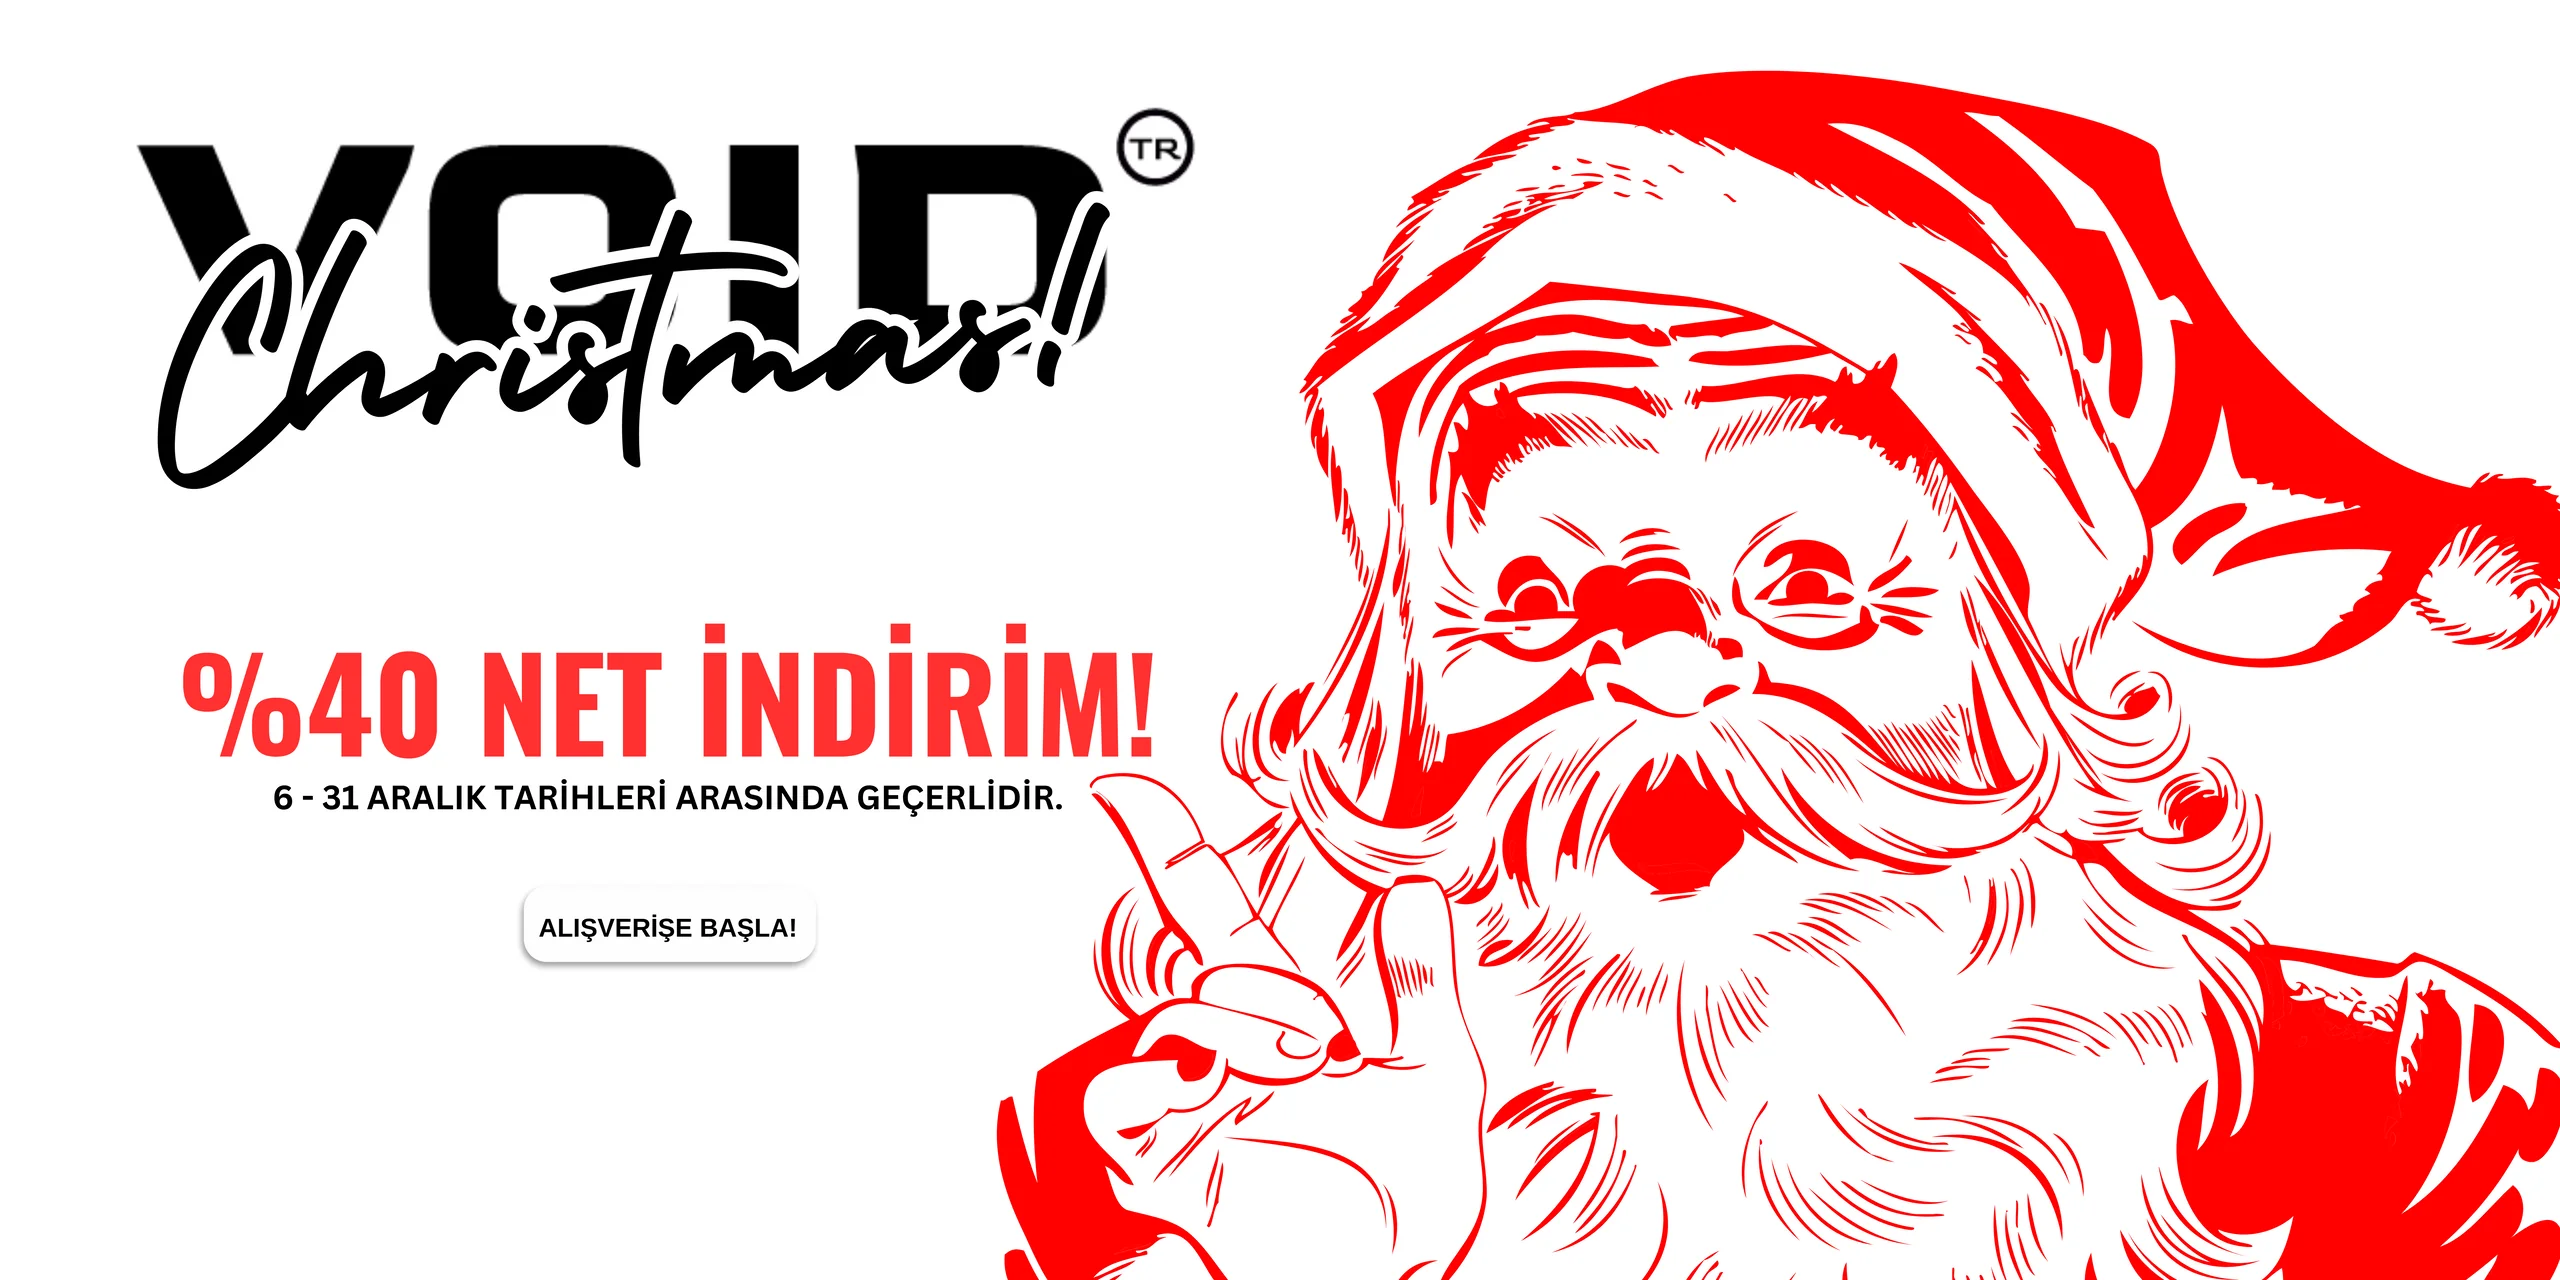 VOID TR
Christmas!
%40 NET İNDİRİM!
6 - 31 ARALIK TARİHLERİ ARASINDA GEÇERLİDİR.
ALIŞVERİŞE BAŞLA!